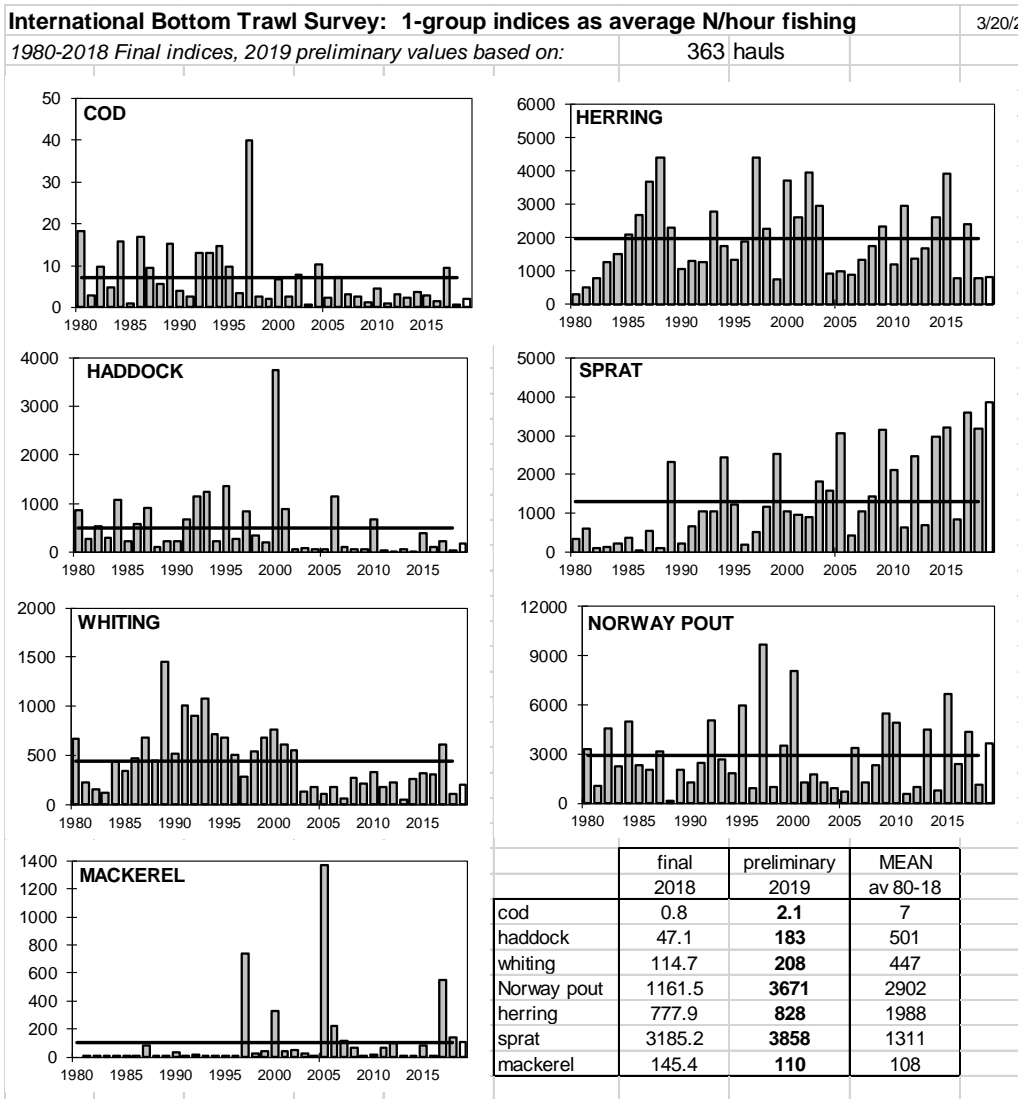 International Bottom Trawl Survey: 1-group indices as average N/hour fishing 3/20/2
1980-2018 Final indices, 2019 preliminary values based on: 363 hauls
COD
50
40
30
20
10
0
1980 1985 1990 1995 2000 2005 2010 2015
HERRING
6000
5000
4000
3000
2000
1000
0
1980 1985 1990 1995 2000 2005 2010 2015
HADDOCK
4000
3000
2000
1000
0
1980 1985 1990 1995 2000 2005 2010 2015
SPRAT
5000
4000
3000
2000
1000
0
1980 1985 1990 1995 2000 2005 2010 2015
WHITING
2000
1500
1000
500
0
1980 1985 1990 1995 2000 2005 2010 2015
NORWAY POUT
12000
9000
6000
3000
0
1980 1985 1990 1995 2000 2005 2010 2015
MACKEREL
1400
1200
1000
800
600
400
200
0
1980 1985 1990 1995 2000 2005 2010 2015
final preliminary MEAN
2018 2019 av 80-18
cod 0.8 2.1 7
haddock 47.1 183 501
whiting 114.7 208 447
Norway pout 1161.5 3671 2902
herring 777.9 828 1988
sprat 3185.2 3858 1311
mackerel 145.4 110 108